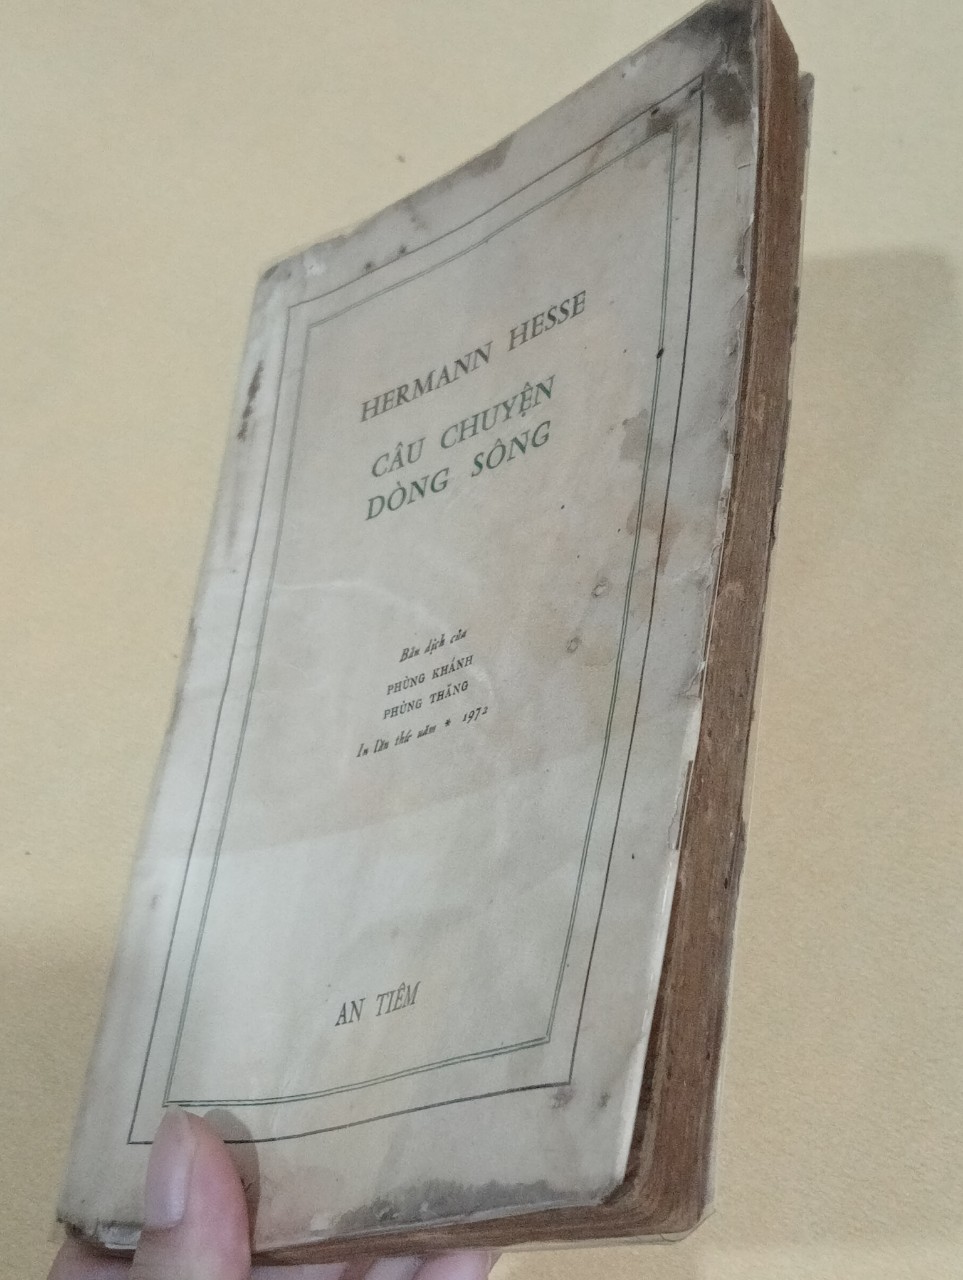 HERMANN HESSE
CÂU CHUYỆN
DÒNG SÔNG
Bản dịch của
PHÙNG KHÁNH
PHÙNG THĂNG
In lần thứ năm * 1972
AN TIÊM